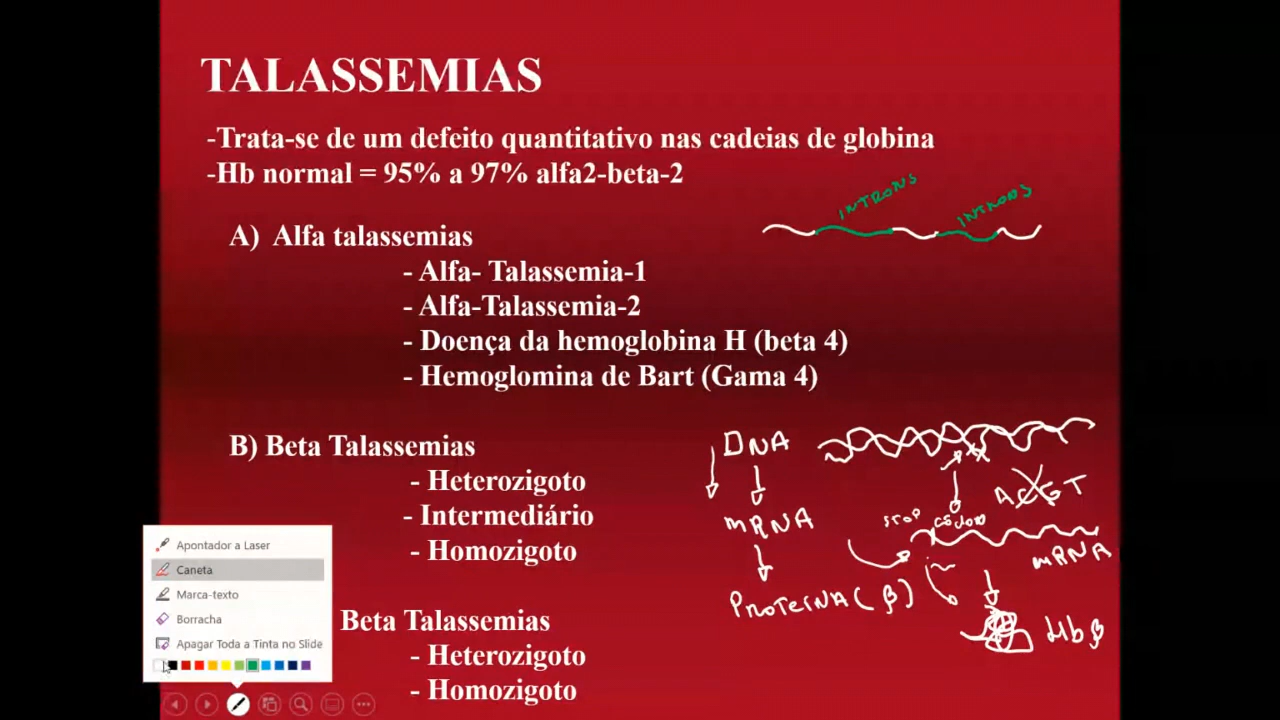 TALASSEMIAS
-Trata-se de um defeito quantitativo nas cadeias de globina
-Hb normal = 95% a 97% alfa2-beta-2
INTRONS
INTRONS
A) Alfa talassemias
- Alfa- Talassemia-1
- Alfa-Talassemia-2
- Doença da hemoglobina H (beta 4)
- Hemoglomina de Bart (Gama 4)
B) Beta Talassemias
- Heterozigoto
- Intermediário
- Homozigoto
Beta Talassemias
- Heterozigoto
- Homozigoto
DNA
mRNA
PROTEINA (β)
STOP CÓDON
mRNA
Hb β
Apontador a Laser
Caneta
Marca-texto
Borracha
Apagar Toda a Tinta no Slide